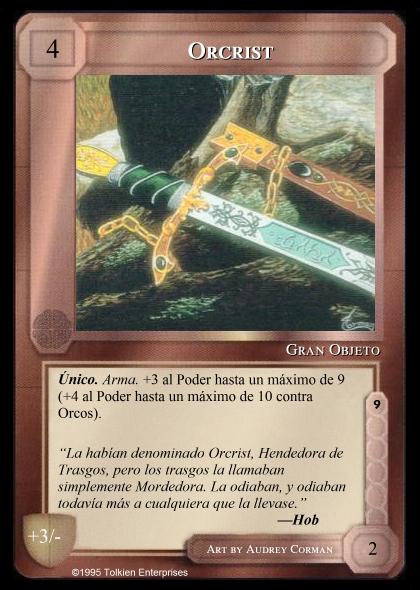 4
ORCRIST
GRAN OBJETO
Único. Arma. +3 al Poder hasta un máximo de 9
(+4 al Poder hasta un máximo de 10 contra
Orcos).
9
“La habían denominado Orcrist, Hendedora de
Trasgos, pero los trasgos la llamaban
simplemente Mordedora. La odiaban, y odiaban
todavía más a cualquiera que la llevase.”
—Hob
+3/-
ART BY AUDREY CORMAN
2
©1995 Tolkien Enterprises